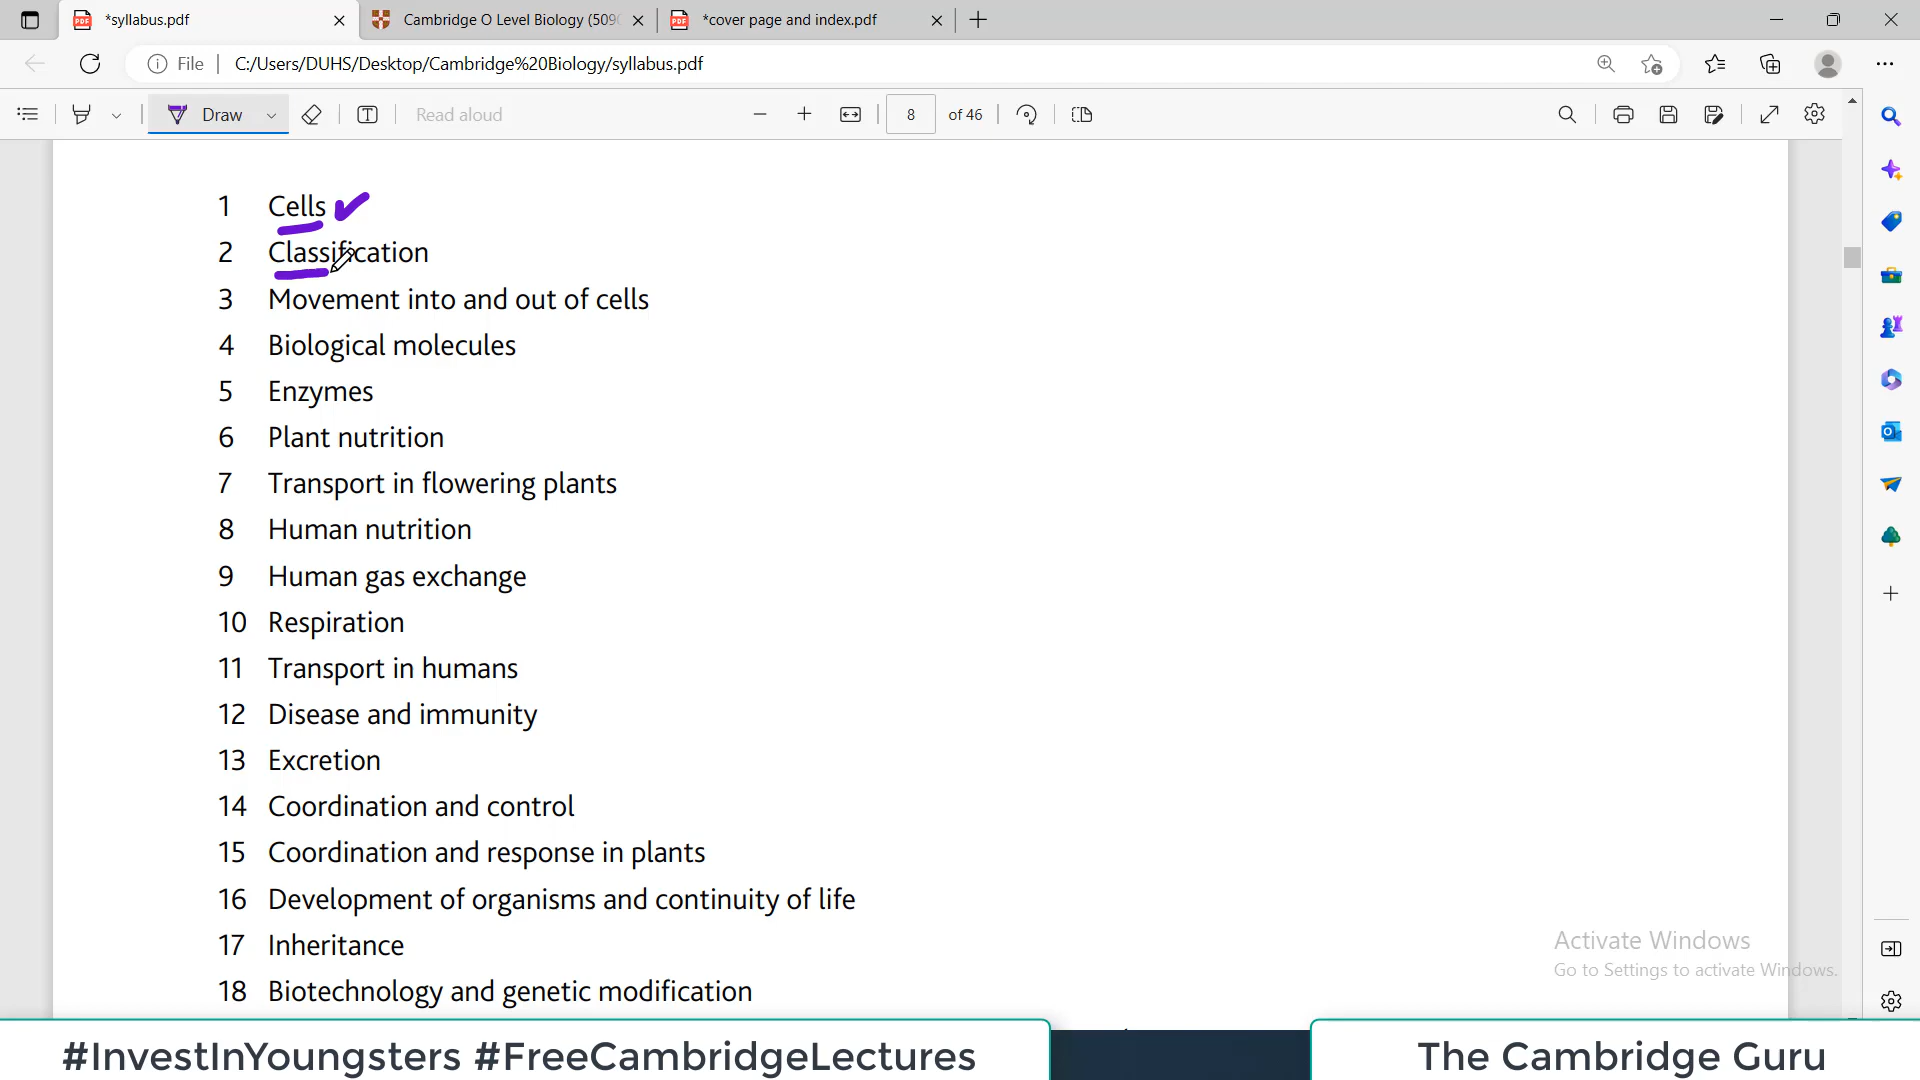 *syllabus.pdf
Cambridge O Level Biology (509
*cover page and index.pdf
File
C:/Users/DUHS/Desktop/Cambridge%20Biology/syllabus.pdf
Draw
Read aloud
8 of 46
1 Cells
2 Classification
3 Movement into and out of cells
4 Biological molecules
5 Enzymes
6 Plant nutrition
7 Transport in flowering plants
8 Human nutrition
9 Human gas exchange
10 Respiration
11 Transport in humans
12 Disease and immunity
13 Excretion
14 Coordination and control
15 Coordination and response in plants
16 Development of organisms and continuity of life
17 Inheritance
18 Biotechnology and genetic modification
Activate Windows
Go to Settings to activate Windows.
#InvestInYoungsters #FreeCambridgeLectures
The Cambridge Guru